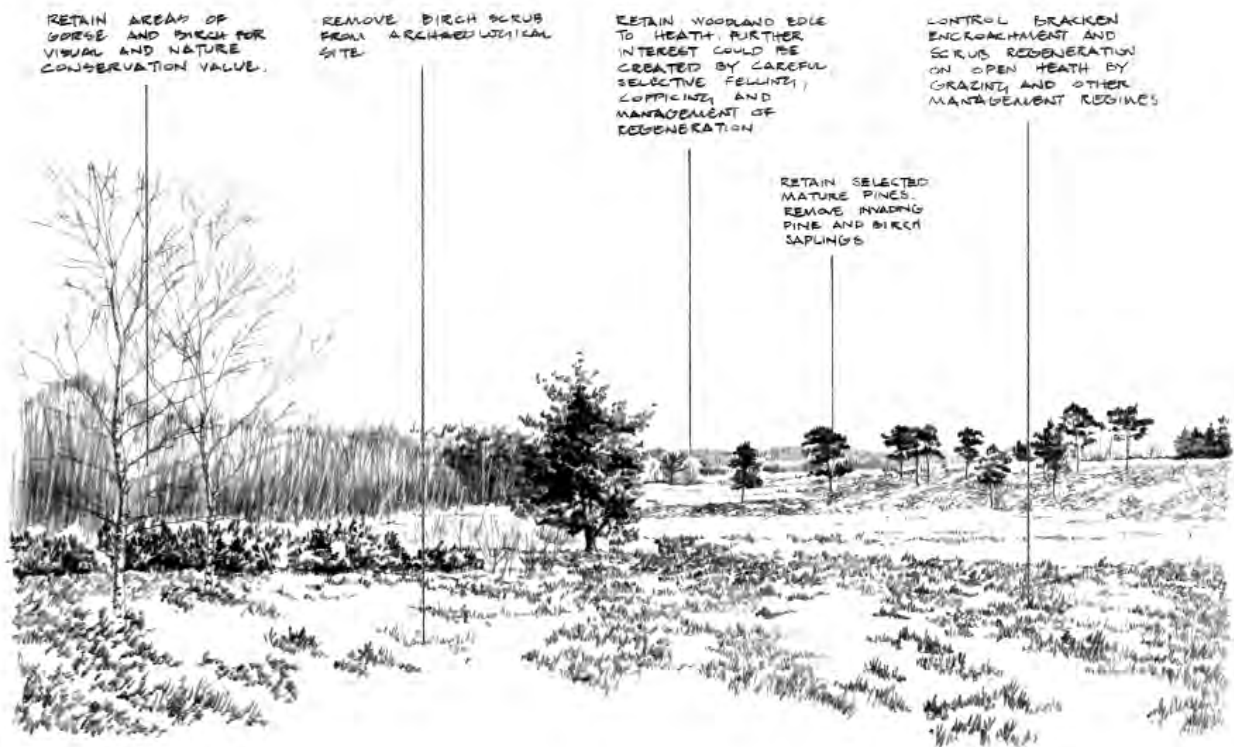 RETAIN AREAS OF
GORSE AND BIRCH FOR
VISUAL AND NATURE
CONSERVATION VALUE.
REMOVE BIRCH SCRUB
FROM ARCHAEOLOGICAL
SITE
RETAIN WOODLAND EDGE
TO HEATH. FURTHER
INTEREST COULD BE
CREATED BY CAREFUL
SELECTIVE FELLING,
COPPICING AND
MANAGEMENT OF
REGENERATION
RETAIN SELECTED
MATURE PINES.
REMOVE INVADING
PINE AND BIRCH
SAPLINGS
CONTROL BRACKEN
ENCROACHMENT AND
SCRUB REGENERATION
ON OPEN HEATH BY
GRAZING AND OTHER
MANAGEMENT REGIMES